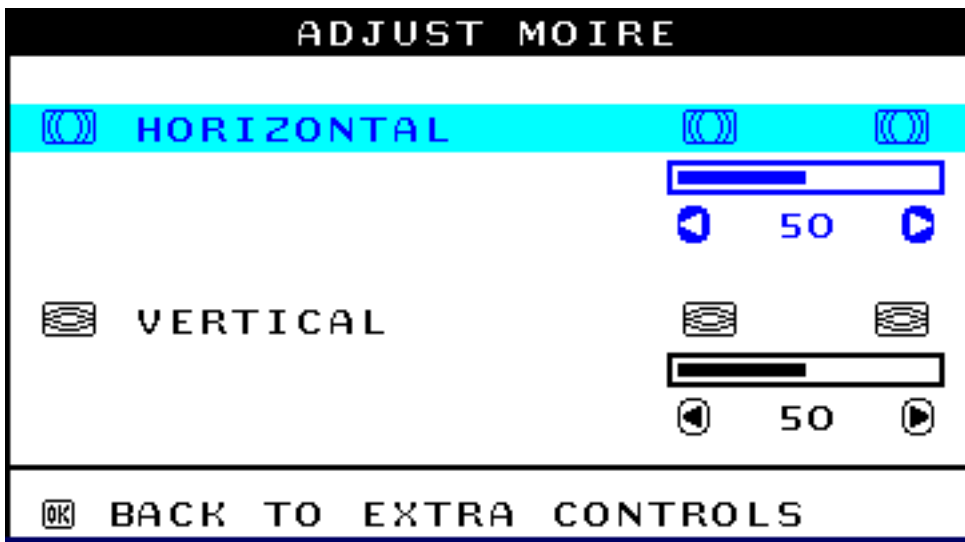 ADJUST MOIRE
HORIZONTAL
50
VERTICAL
50
OK BACK TO EXTRA CONTROLS